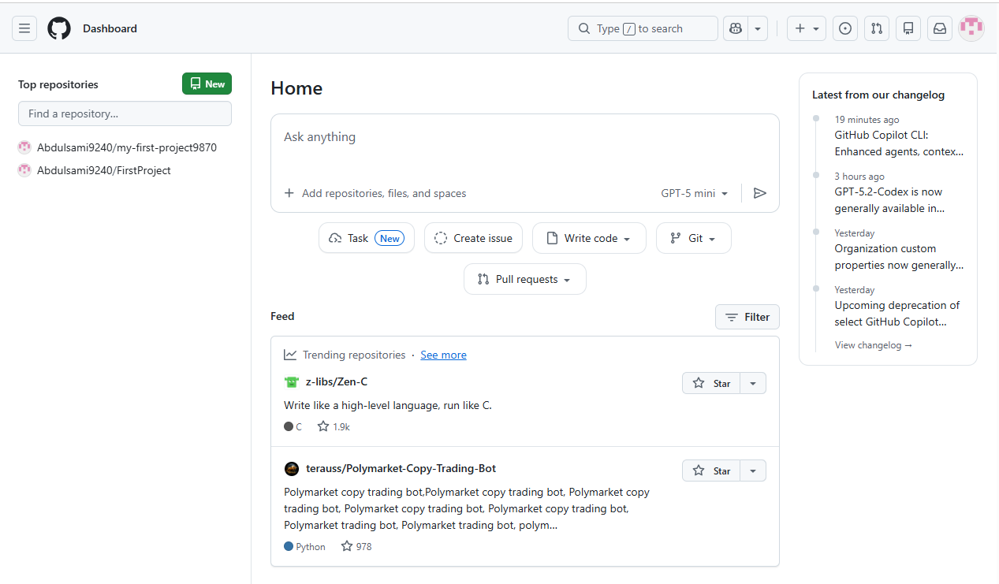 Dashboard
Type / to search
Top repositories
New
Find a repository...
Abdulsami9240/my-first-project9870
Abdulsami9240/FirstProject
Home
Ask anything
Add repositories, files, and spaces
GPT-5 mini
Task New
Create issue
Write code
Git
Pull requests
Feed
Filter
Trending repositories · See more
z-libs/Zen-C
Star
Write like a high-level language, run like C.
C
1.9k
terauss/Polymarket-Copy-Trading-Bot
Star
Polymarket copy trading bot,Polymarket copy trading bot, Polymarket copy
trading bot, Polymarket copy trading bot, Polymarket copy trading bot,
Polymarket trading bot, Polymarket trading bot, polym...
Python
978
Latest from our changelog
19 minutes ago
GitHub Copilot CLI:
Enhanced agents, contex...
3 hours ago
GPT-5.2-Codex is now
generally available in...
Yesterday
Organization custom
properties now generally...
Yesterday
Upcoming deprecation of
select GitHub Copilot...
View changelog →